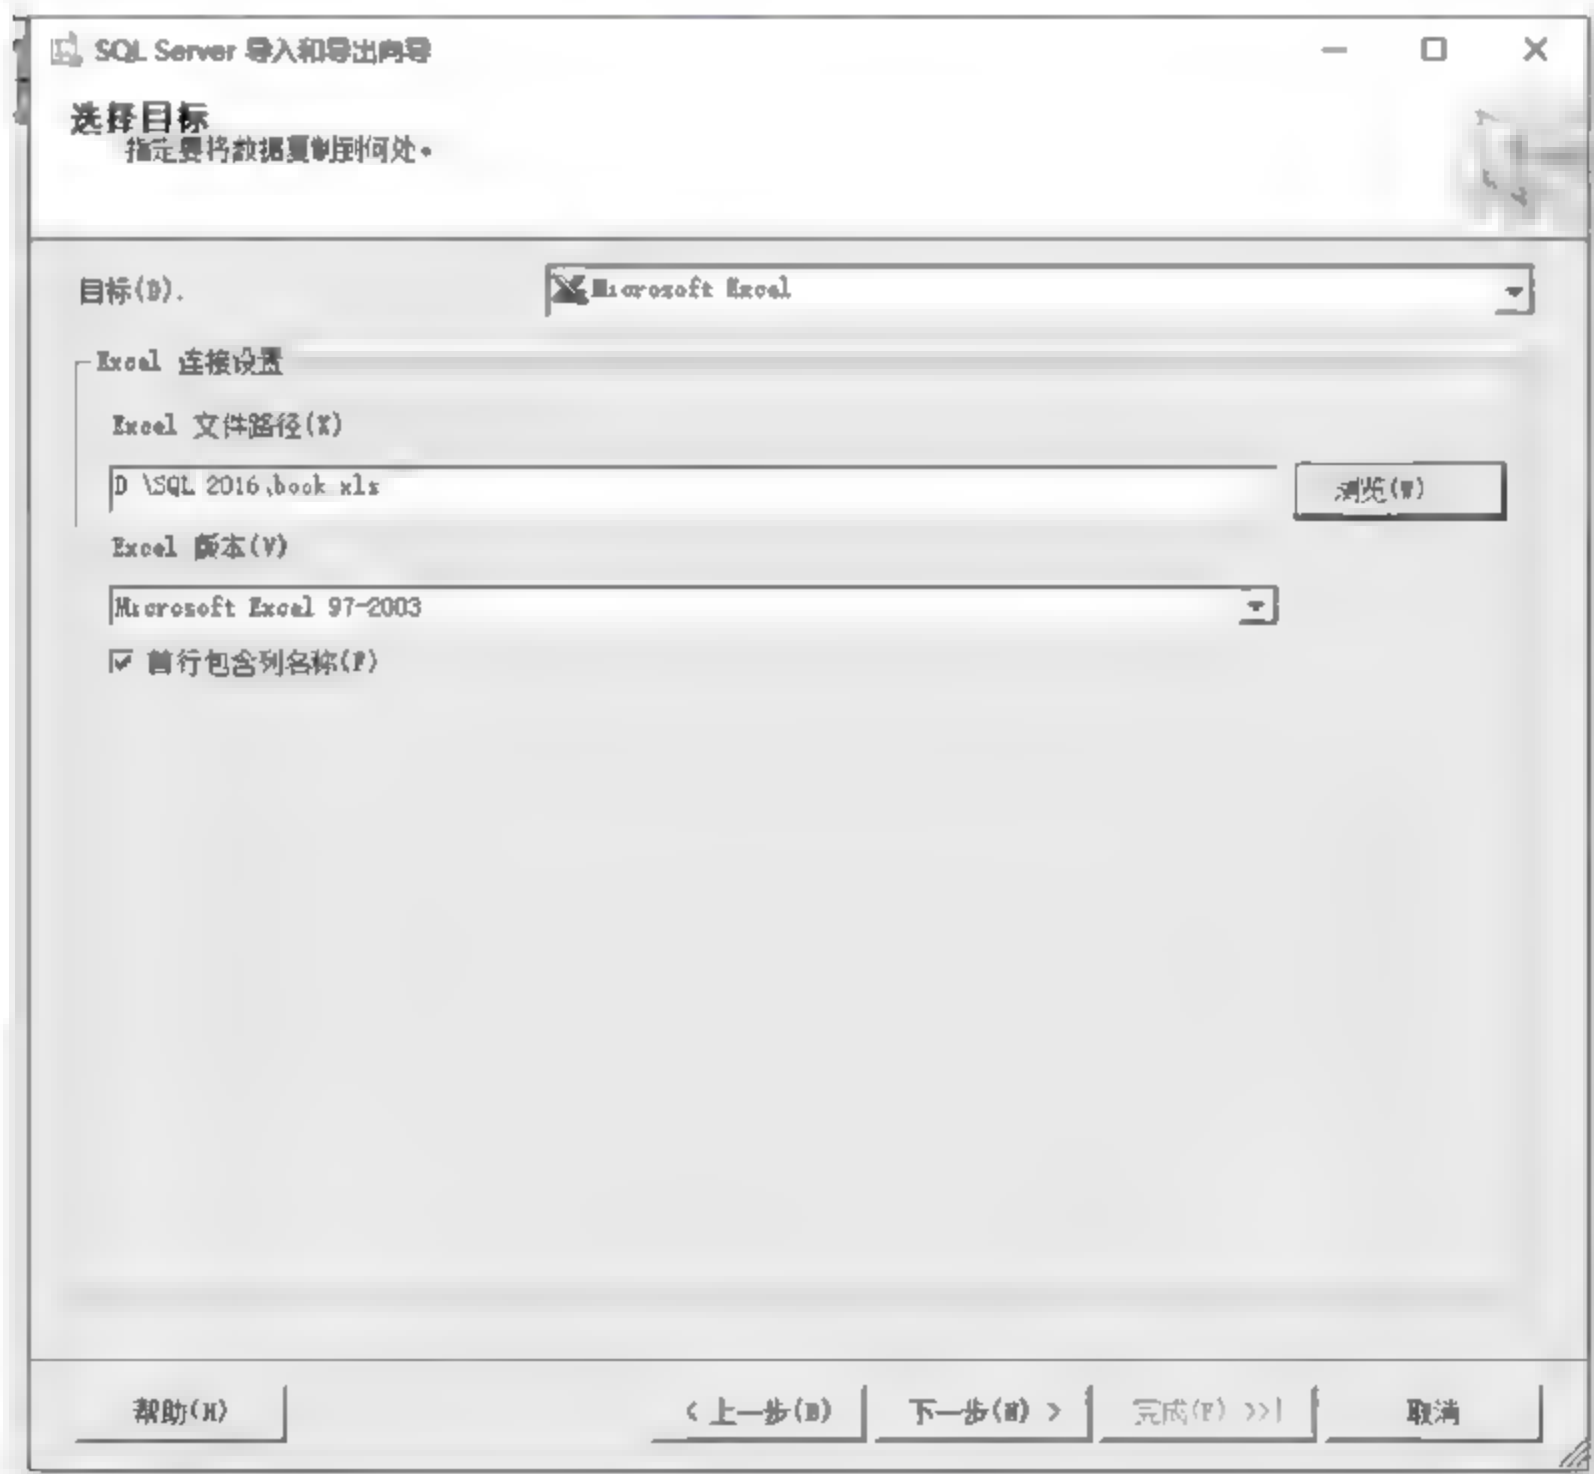 SQL Server 导入和导出向导
选择目标
指定要将数据复制到何处。
目标(D):
Microsoft Excel
Excel 连接设置
Excel 文件路径(X)
D:\SQL 2016\book.xls
浏览(W)
Excel 版本(V)
Microsoft Excel 97-2003
首行包含列名称(F)
帮助(H)
< 上一步(B)
下一步(N) >
完成(F) >>|
取消